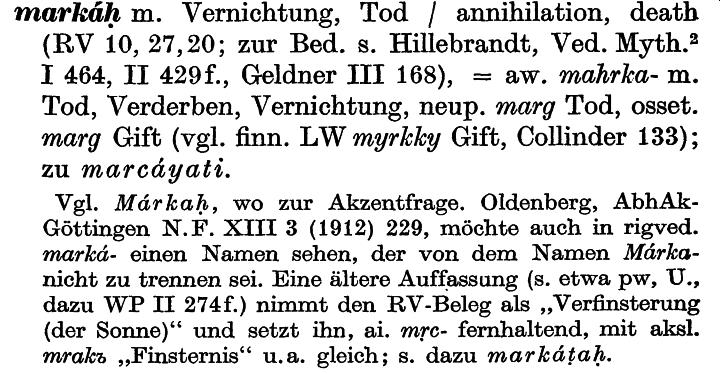 markáḥ m. Vernichtung, Tod / annihilation, death
(RV 10, 27,20; zur Bed. s. Hillebrandt, Ved. Myth.²
I 464, II 429f., Geldner III 168), = aw. mahrka- m.
Tod, Verderben, Vernichtung, neup. marg Tod, osset.
marg Gift (vgl. finn. LW myrkky Gift, Collinder 133);
zu marcáyati.
Vgl. Márkaḥ, wo zur Akzentfrage. Oldenberg, AbhAk-
Göttingen N.F. XIII 3 (1912) 229, möchte auch in rigved.
marká- einen Namen sehen, der von dem Namen Márka-
nicht zu trennen sei. Eine ältere Auffassung (s. etwa pw, U.,
dazu WP II 274f.) nimmt den RV-Beleg als „Verfinsterung
(der Sonne)“ und setzt ihn, ai. mṛc- fernhaltend, mit aksl.
mrakъ „Finsternis“ u.a. gleich; s. dazu markáṭaḥ.